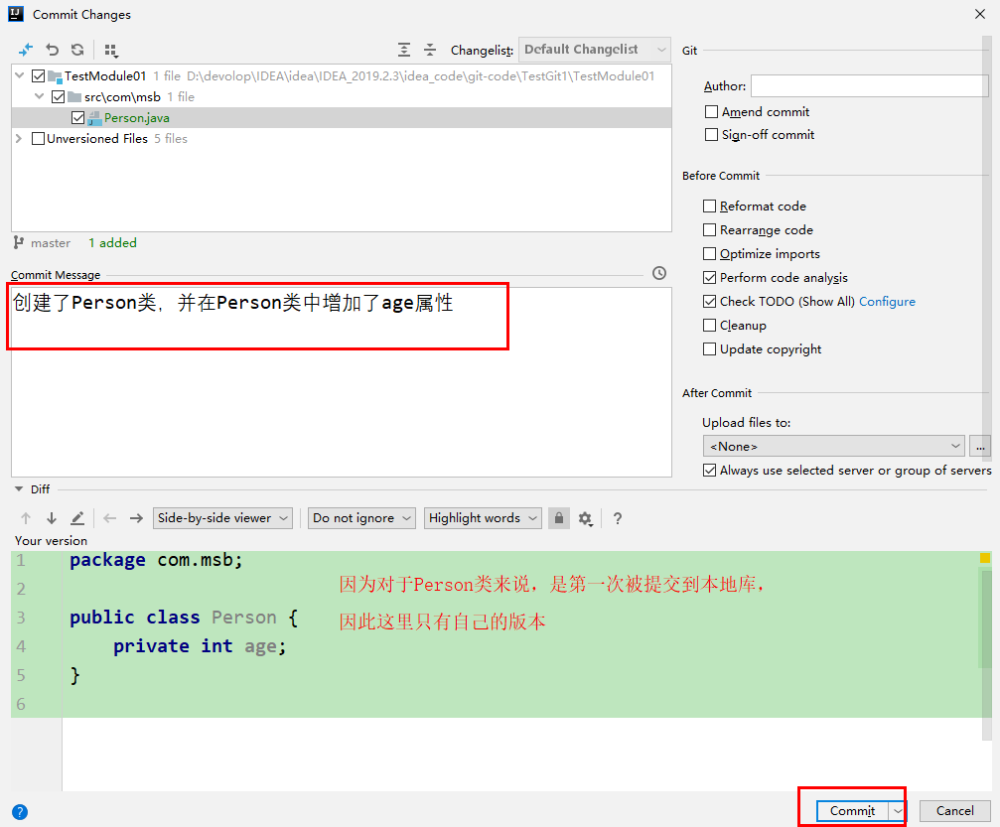 Commit Changes
Changelist: Default Changelist
TestModule01 1 file D:\devolop\IDEA\idea\IDEA_2019.2.3\idea_code\git-code\TestGit1\TestModule01
src\com\msb 1 file
Person.java
Unversioned Files 5 files
master 1 added
Commit Message
创建了Person类，并在Person类中增加了age属性
Git
Author:
Amend commit
Sign-off commit
Before Commit
Reformat code
Rearrange code
Optimize imports
Perform code analysis
Check TODO (Show All) Configure
Cleanup
Update copyright
After Commit
Upload files to:
<None> ...
Always use selected server or group of servers
Diff
Side-by-side viewer Do not ignore Highlight words ?
Your version
1 package com.msb;
2
3 public class Person {
4 private int age;
5 }
6
因为对于Person类来说，是第一次被提交到本地库，
因此这里只有自己的版本
? Commit Cancel